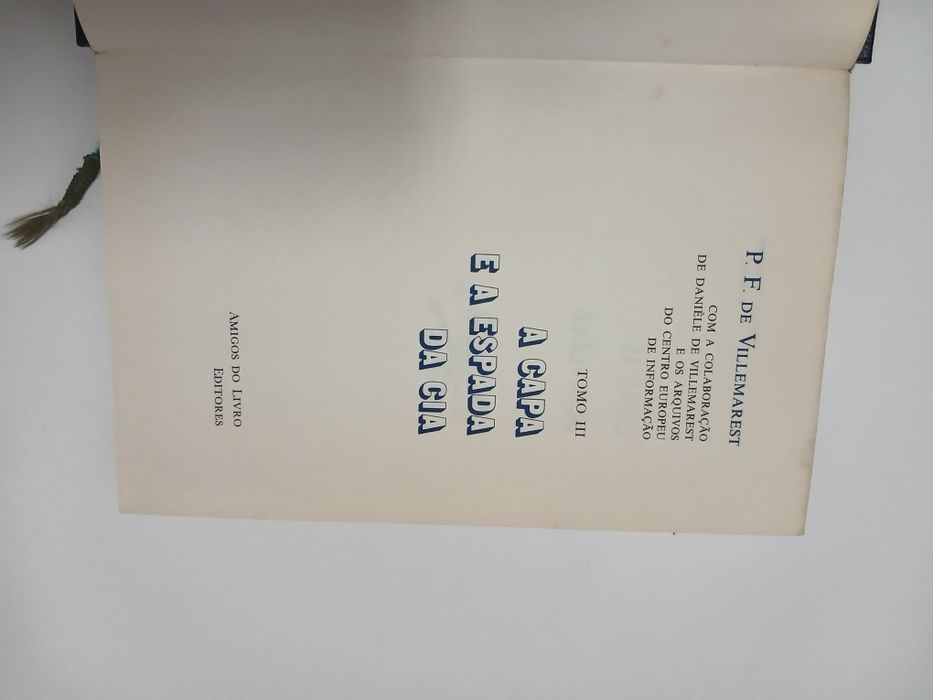 P. F. DE VILLEMAREST
COM A COLABORAÇÃO
DE DANIÈLE DE VILLEMAREST
E OS ARQUIVOS
DO CENTRO EUROPEU
DE INFORMAÇÃO
TOMO III
A CAPA
E A ESPADA
DA CIA
AMIGOS DO LIVRO
EDITORES